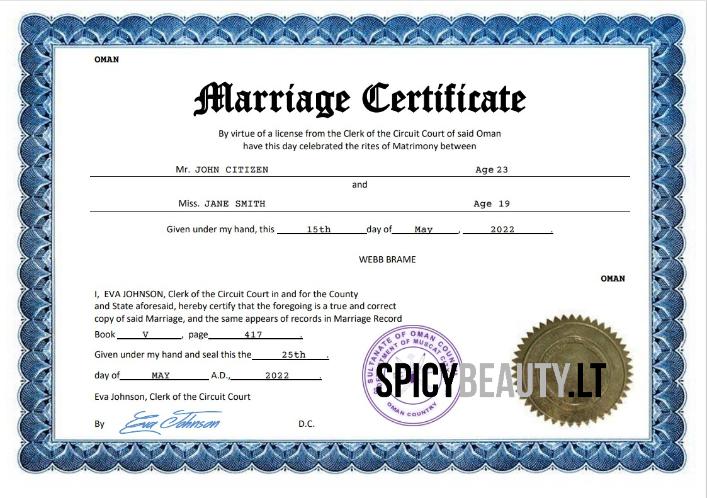 OMAN
Marriage Certificate
By virtue of a license from the Clerk of the Circuit Court of said Oman
have this day celebrated the rites of Matrimony between
Mr. JOHN CITIZEN Age 23
and
Miss. JANE SMITH Age 19
Given under my hand, this 15th day of May, 2022.
WEBB BRAME
OMAN
I, EVA JOHNSON, Clerk of the Circuit Court in and for the County
and State aforesaid, hereby certify that the foregoing is a true and correct
copy of said Marriage, and the same appears of records in Marriage Record
Book V, page 417.
Given under my hand and seal this the 25th.
day of MAY A.D., 2022.
Eva Johnson, Clerk of the Circuit Court
By Eva Johnson D.C.
SULTANATE OF OMAN
OMAN COUNTRY
SPICYBEAUTY.LT